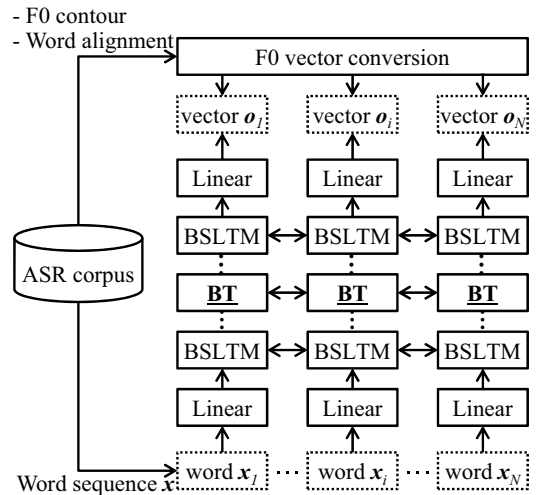 - F0 contour
- Word alignment
F0 vector conversion
vector o1 vector oi vector oN
Linear Linear Linear
BSLTM BSLTM BSLTM
ASR corpus
BT BT BT
BSLTM BSLTM BSLTM
Linear Linear Linear
Word sequence x word x1 ... word xi ... word xN